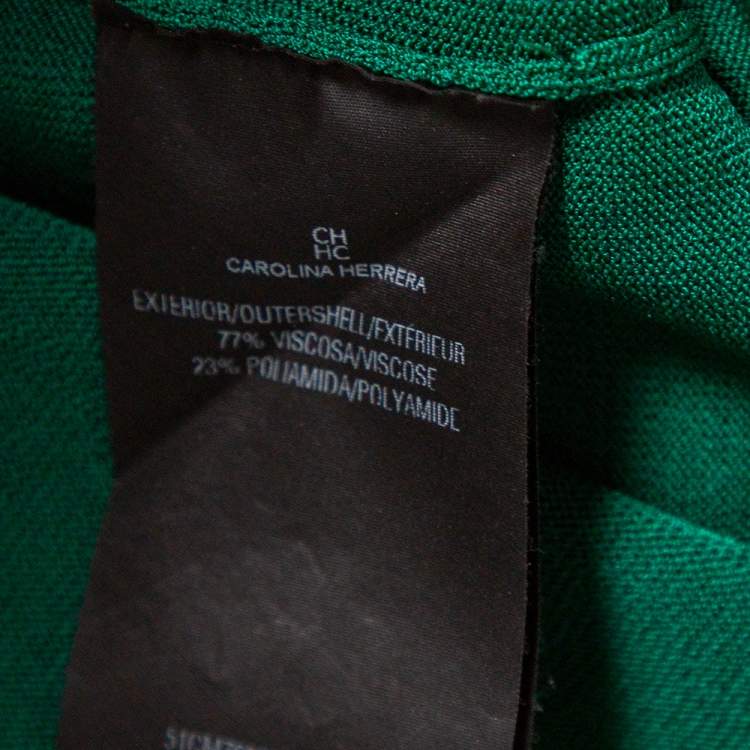 CH
HC
CAROLINA HERRERA
EXTERIOR/OUTERSHELL/EXTÉRIEUR
77% VISCOSA/VISCOSE
23% POLIAMIDA/POLYAMIDE